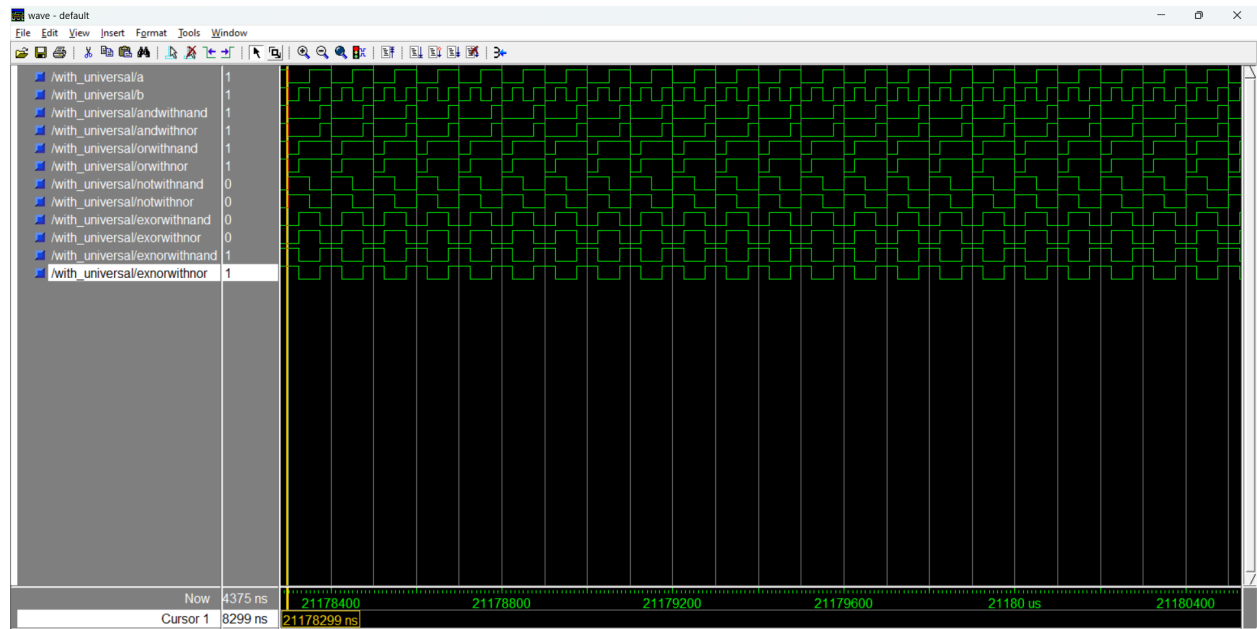 wave - default
File Edit View Insert Format Tools Window
/with_universal/a 1
/with_universal/b 1
/with_universal/andwithnand 1
/with_universal/andwithnor 1
/with_universal/orwithnand 1
/with_universal/orwithnor 1
/with_universal/notwithnand 0
/with_universal/notwithnor 0
/with_universal/exorwithnand 0
/with_universal/exorwithnor 0
/with_universal/exnorwithnand 1
/with_universal/exnorwithnor 1
Now 4375 ns 21178400 21178800 21179200 21179600 21180 us 21180400
Cursor 1 8299 ns 21178299 ns